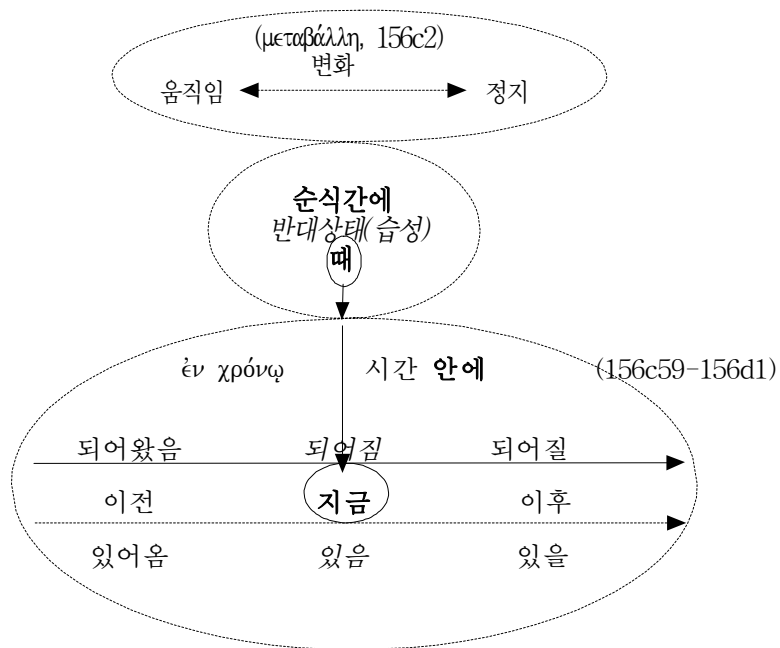 (μεταβάλλη, 156c2)
변화
움직임 정지
순식간에
반대상태(습성)
때
ἐν χρόνῳ 시간 안에 (156c59-156d1)
되어왔음 되어짐 되어질
이전 지금 이후
있어옴 있음 있을